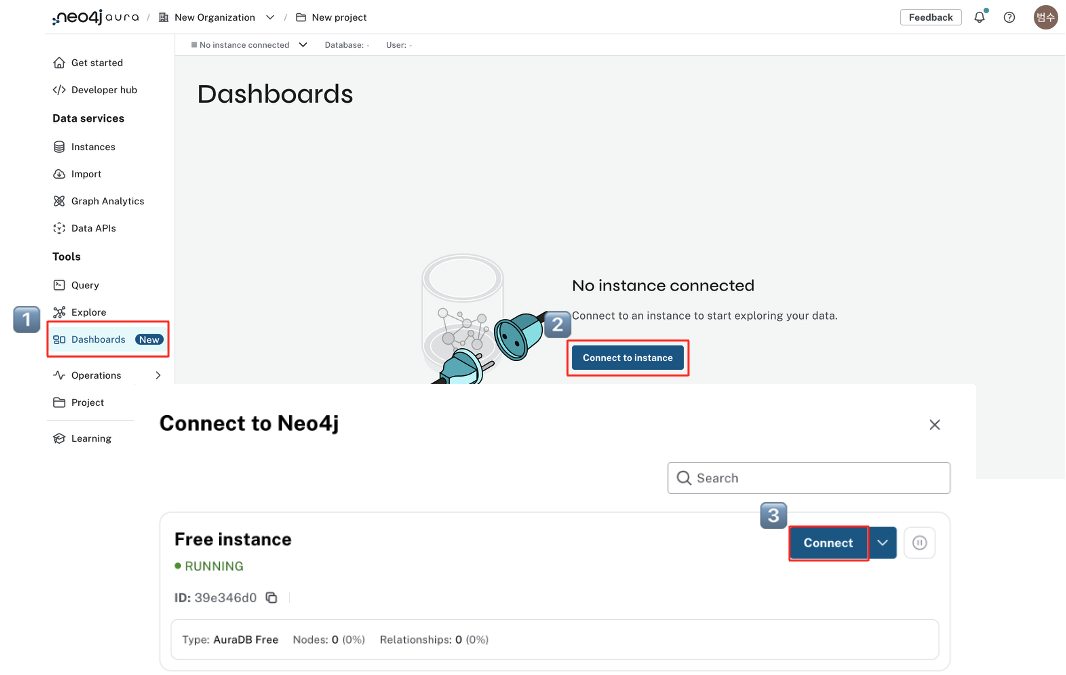 neo4j aura / New Organization / New project Feedback 범수
No instance connected Database: - User: -
Get started
Developer hub
Data services
Instances
Import
Graph Analytics
Data APIs
Tools
Query
Explore
1
Dashboards New
Operations
Project
Learning
Dashboards
No instance connected
2
Connect to an instance to start exploring your data.
Connect to instance
Connect to Neo4j
Search
3
Free instance
Connect
RUNNING
ID: 39e346d0
Type: AuraDB Free Nodes: 0 (0%) Relationships: 0 (0%)